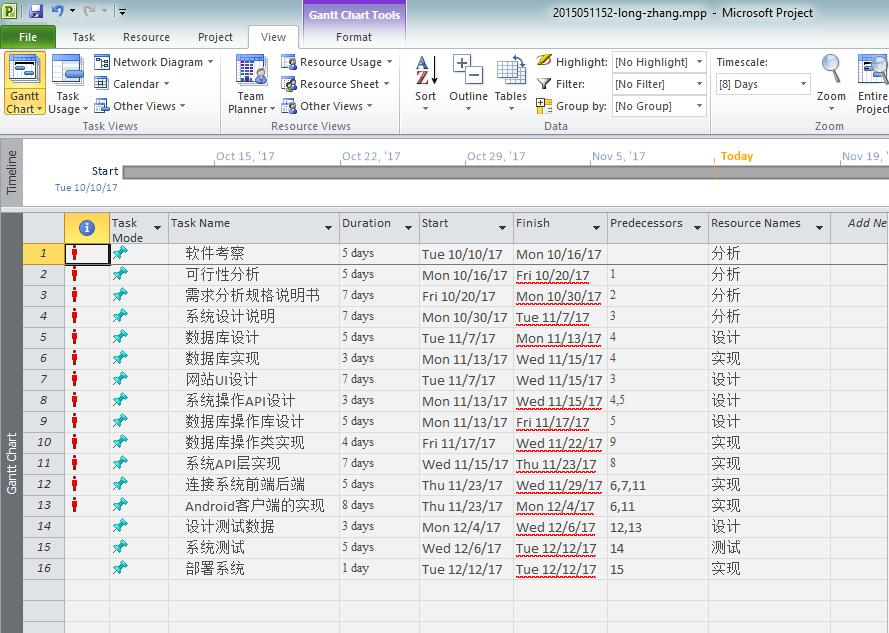 Gantt Chart Tools
2015051152-long-zhang.mpp - Microsoft Project
File Task Resource Project View Format
Gantt Chart
Task Usage
Network Diagram
Calendar
Other Views
Task Views
Team Planner
Resource Usage
Resource Sheet
Other Views
Resource Views
Sort
Outline
Tables
Highlight: [No Highlight]
Filter: [No Filter]
Group by: [No Group]
Data
Timescale:
[8] Days
Zoom
Entire
Project
Zoom
Timeline
Oct 15, '17 Oct 22, '17 Oct 29, '17 Nov 5, '17 Today Nov 19,
Start
Tue 10/10/17
Gantt Chart
Task Mode Task Name Duration Start Finish Predecessors Resource Names Add Ne
1 软件考察 5 days Tue 10/10/17 Mon 10/16/17 分析
2 可行性分析 5 days Mon 10/16/17 Fri 10/20/17 1 分析
3 需求分析规格说明书 7 days Fri 10/20/17 Mon 10/30/17 2 分析
4 系统设计说明 7 days Mon 10/30/17 Tue 11/7/17 3 分析
5 数据库设计 5 days Tue 11/7/17 Mon 11/13/17 4 设计
6 数据库实现 3 days Mon 11/13/17 Wed 11/15/17 4 实现
7 网站UI设计 7 days Tue 11/7/17 Wed 11/15/17 3 设计
8 系统操作API设计 3 days Mon 11/13/17 Wed 11/15/17 4,5 设计
9 数据库操作库设计 5 days Mon 11/13/17 Fri 11/17/17 5 设计
10 数据库操作类实现 4 days Fri 11/17/17 Wed 11/22/17 9 实现
11 系统API层实现 7 days Wed 11/15/17 Thu 11/23/17 8 实现
12 连接系统前端后端 5 days Thu 11/23/17 Wed 11/29/17 6,7,11 实现
13 Android客户端的实现 8 days Thu 11/23/17 Mon 12/4/17 6,11 实现
14 设计测试数据 3 days Mon 12/4/17 Wed 12/6/17 12,13 设计
15 系统测试 5 days Wed 12/6/17 Tue 12/12/17 14 测试
16 部署系统 1 day Tue 12/12/17 Tue 12/12/17 15 实现